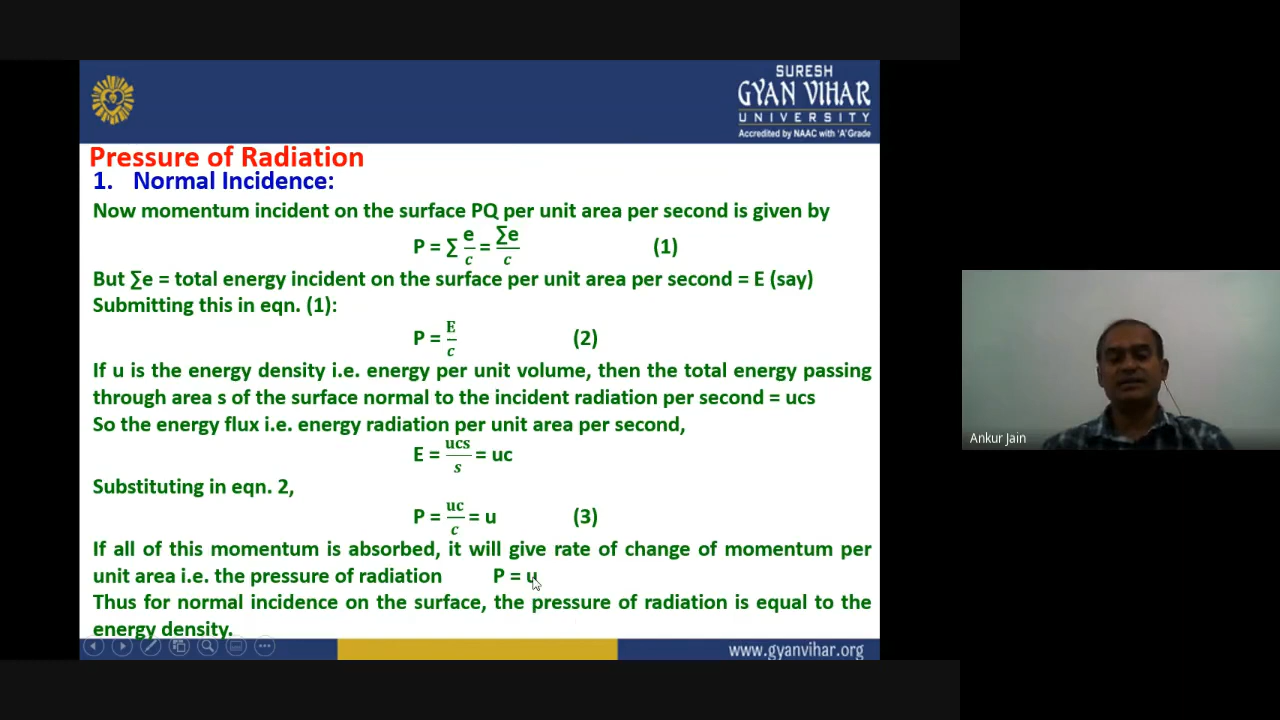 SURESH
GYAN VIHAR
UNIVERSITY
Accredited by NAAC with 'A' Grade
Pressure of Radiation
1. Normal Incidence:
Now momentum incident on the surface PQ per unit area per second is given by
P = ∑ e/c = ∑e/c (1)
But ∑e = total energy incident on the surface per unit area per second = E (say)
Submitting this in eqn. (1):
P = E/c (2)
If u is the energy density i.e. energy per unit volume, then the total energy passing
through area s of the surface normal to the incident radiation per second = ucs
So the energy flux i.e. energy radiation per unit area per second,
E = ucs/s = uc
Substituting in eqn. 2,
P = uc/c = u (3)
If all of this momentum is absorbed, it will give rate of change of momentum per
unit area i.e. the pressure of radiation P = u
Thus for normal incidence on the surface, the pressure of radiation is equal to the
energy density.
www.gyanvihar.org
Ankur Jain